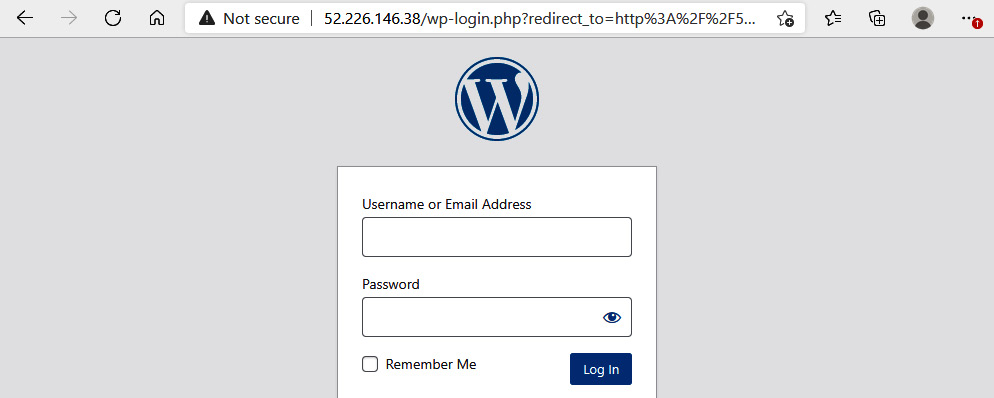 Not secure | 52.226.146.38/wp-login.php?redirect_to=http%3A%2F%2F5...
W
Username or Email Address
Password
Remember Me
Log In